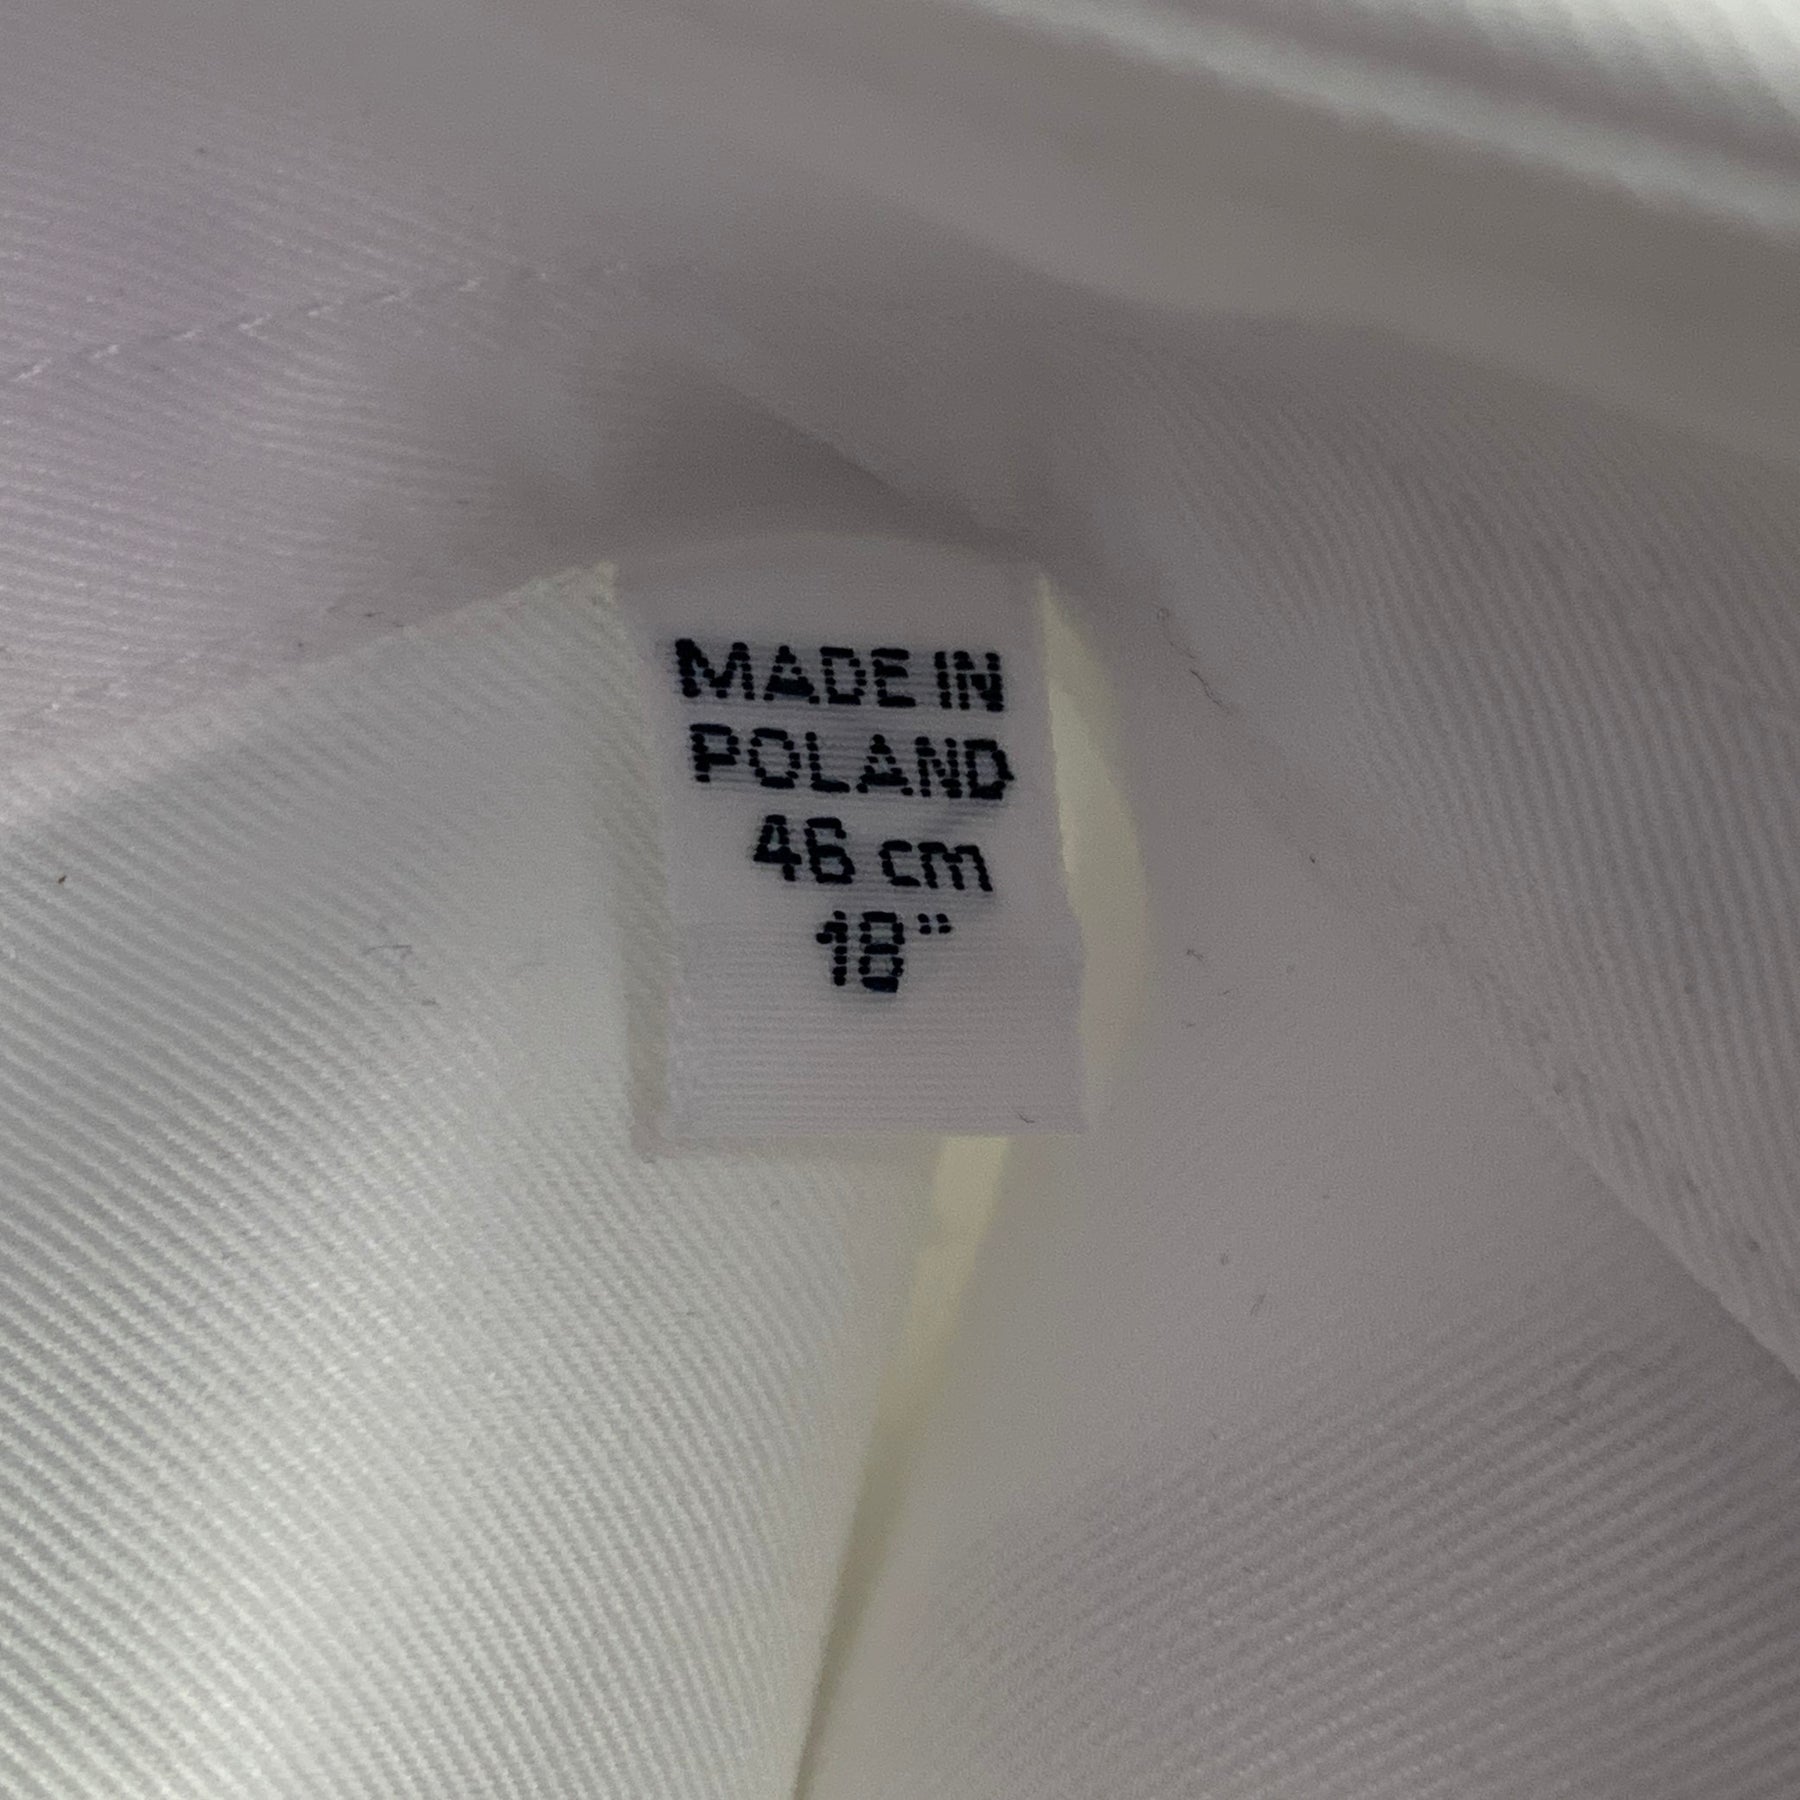 MADE IN
POLAND
46 cm
18"